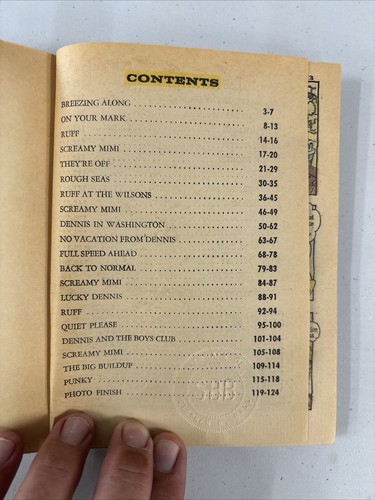 CONTENTS
BREEZING ALONG 3-7
ON YOUR MARK 8-13
RUFF 14-16
SCREAMY MIMI 17-20
THEY'RE OFF 21-29
ROUGH SEAS 30-35
RUFF AT THE WILSONS 36-45
SCREAMY MIMI 46-49
DENNIS IN WASHINGTON 50-62
NO VACATION FROM DENNIS 63-67
FULL SPEED AHEAD 68-78
BACK TO NORMAL 79-83
SCREAMY MIMI 84-87
LUCKY DENNIS 88-91
RUFF 92-94
QUIET PLEASE 95-100
DENNIS AND THE BOYS CLUB 101-104
SCREAMY MIMI 105-108
THE BIG BUILDUP 109-114
PUNKY 115-118
PHOTO FINISH 119-124